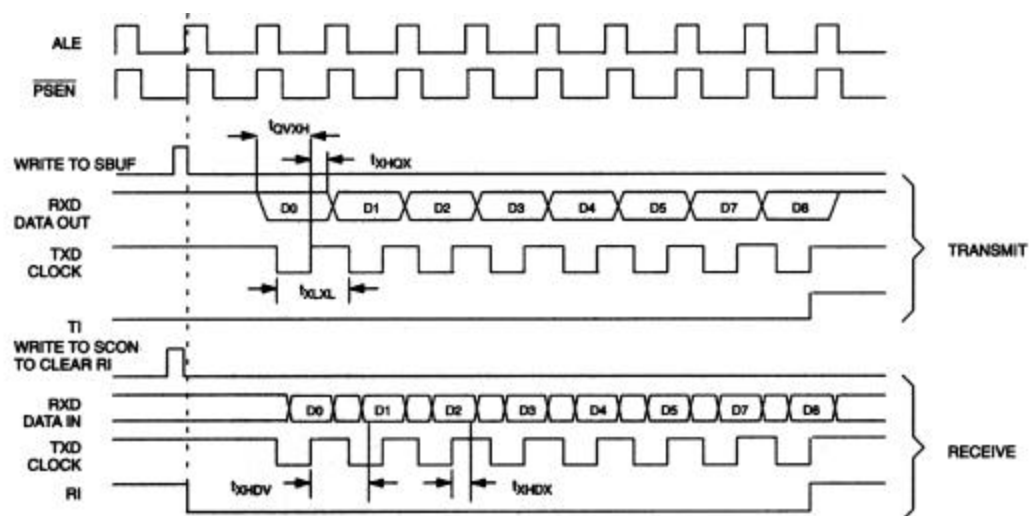 ALE
PSEN
tQVXH
WRITE TO SBUF
tXHQX
RXD
DATA OUT
D0 D1 D2 D3 D4 D5 D7 D8
TXD
CLOCK
TRANSMIT
tXLXL
TI
WRITE TO SCON
TO CLEAR RI
RXD
DATA IN
D0 D1 D2 D3 D4 D5 D7 D8
TXD
CLOCK
RECEIVE
tXHDV
tXHDX
RI